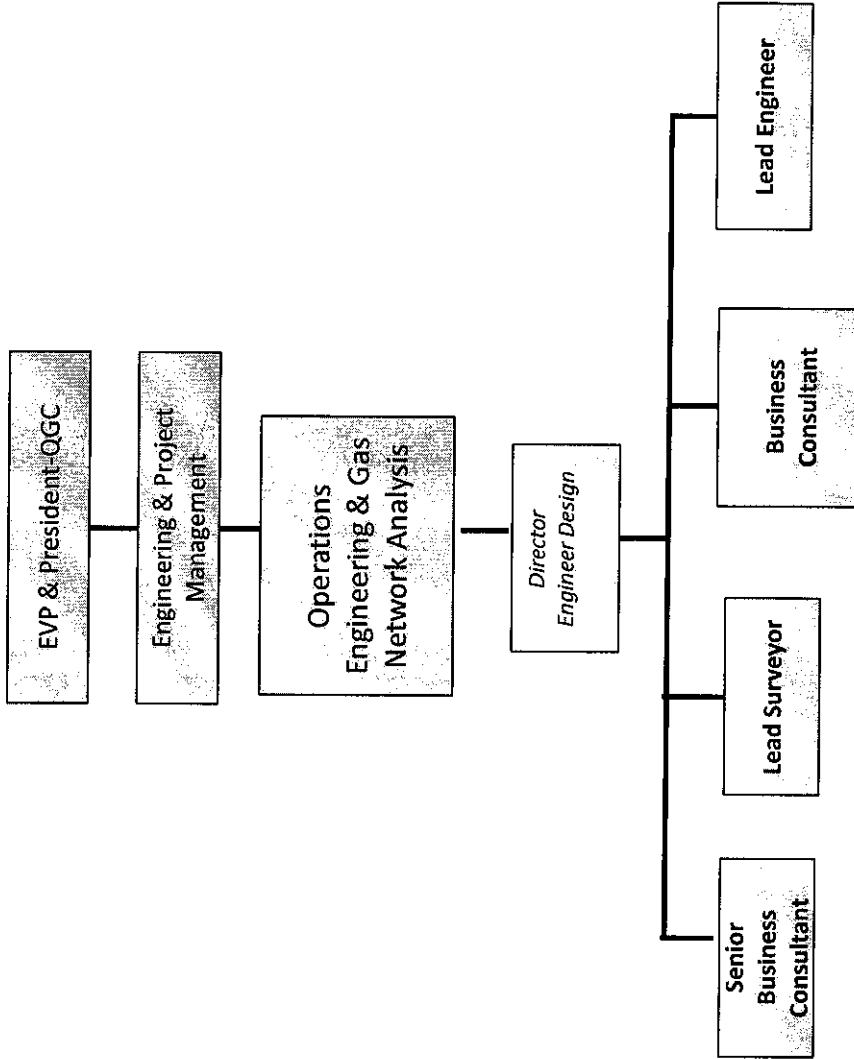 EVP & President-QGC
Engineering & Project
Management
Operations
Engineering & Gas
Network Analysis
Director
Engineer Design
Senior
Business
Consultant
Lead Surveyor
Business
Consultant
Lead Engineer